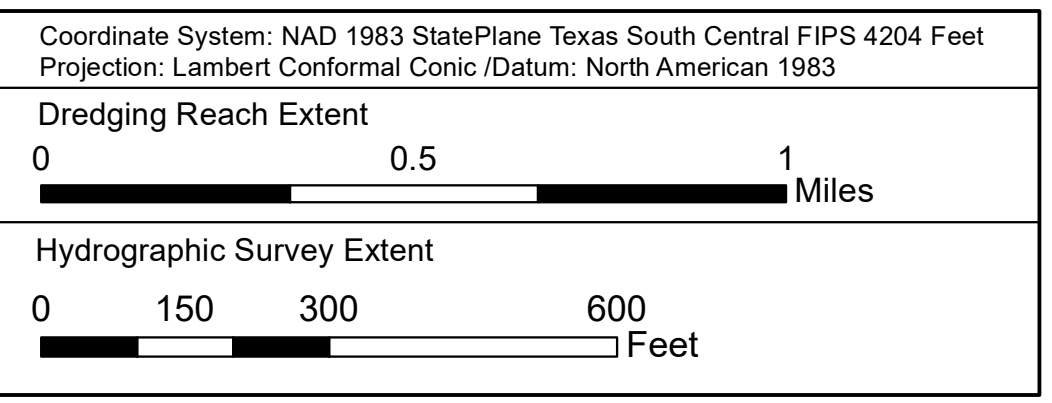 Coordinate System: NAD 1983 StatePlane Texas South Central FIPS 4204 Feet
Projection: Lambert Conformal Conic /Datum: North American 1983
Dredging Reach Extent
0 0.5 1
Miles
Hydrographic Survey Extent
0 150 300 600
Feet